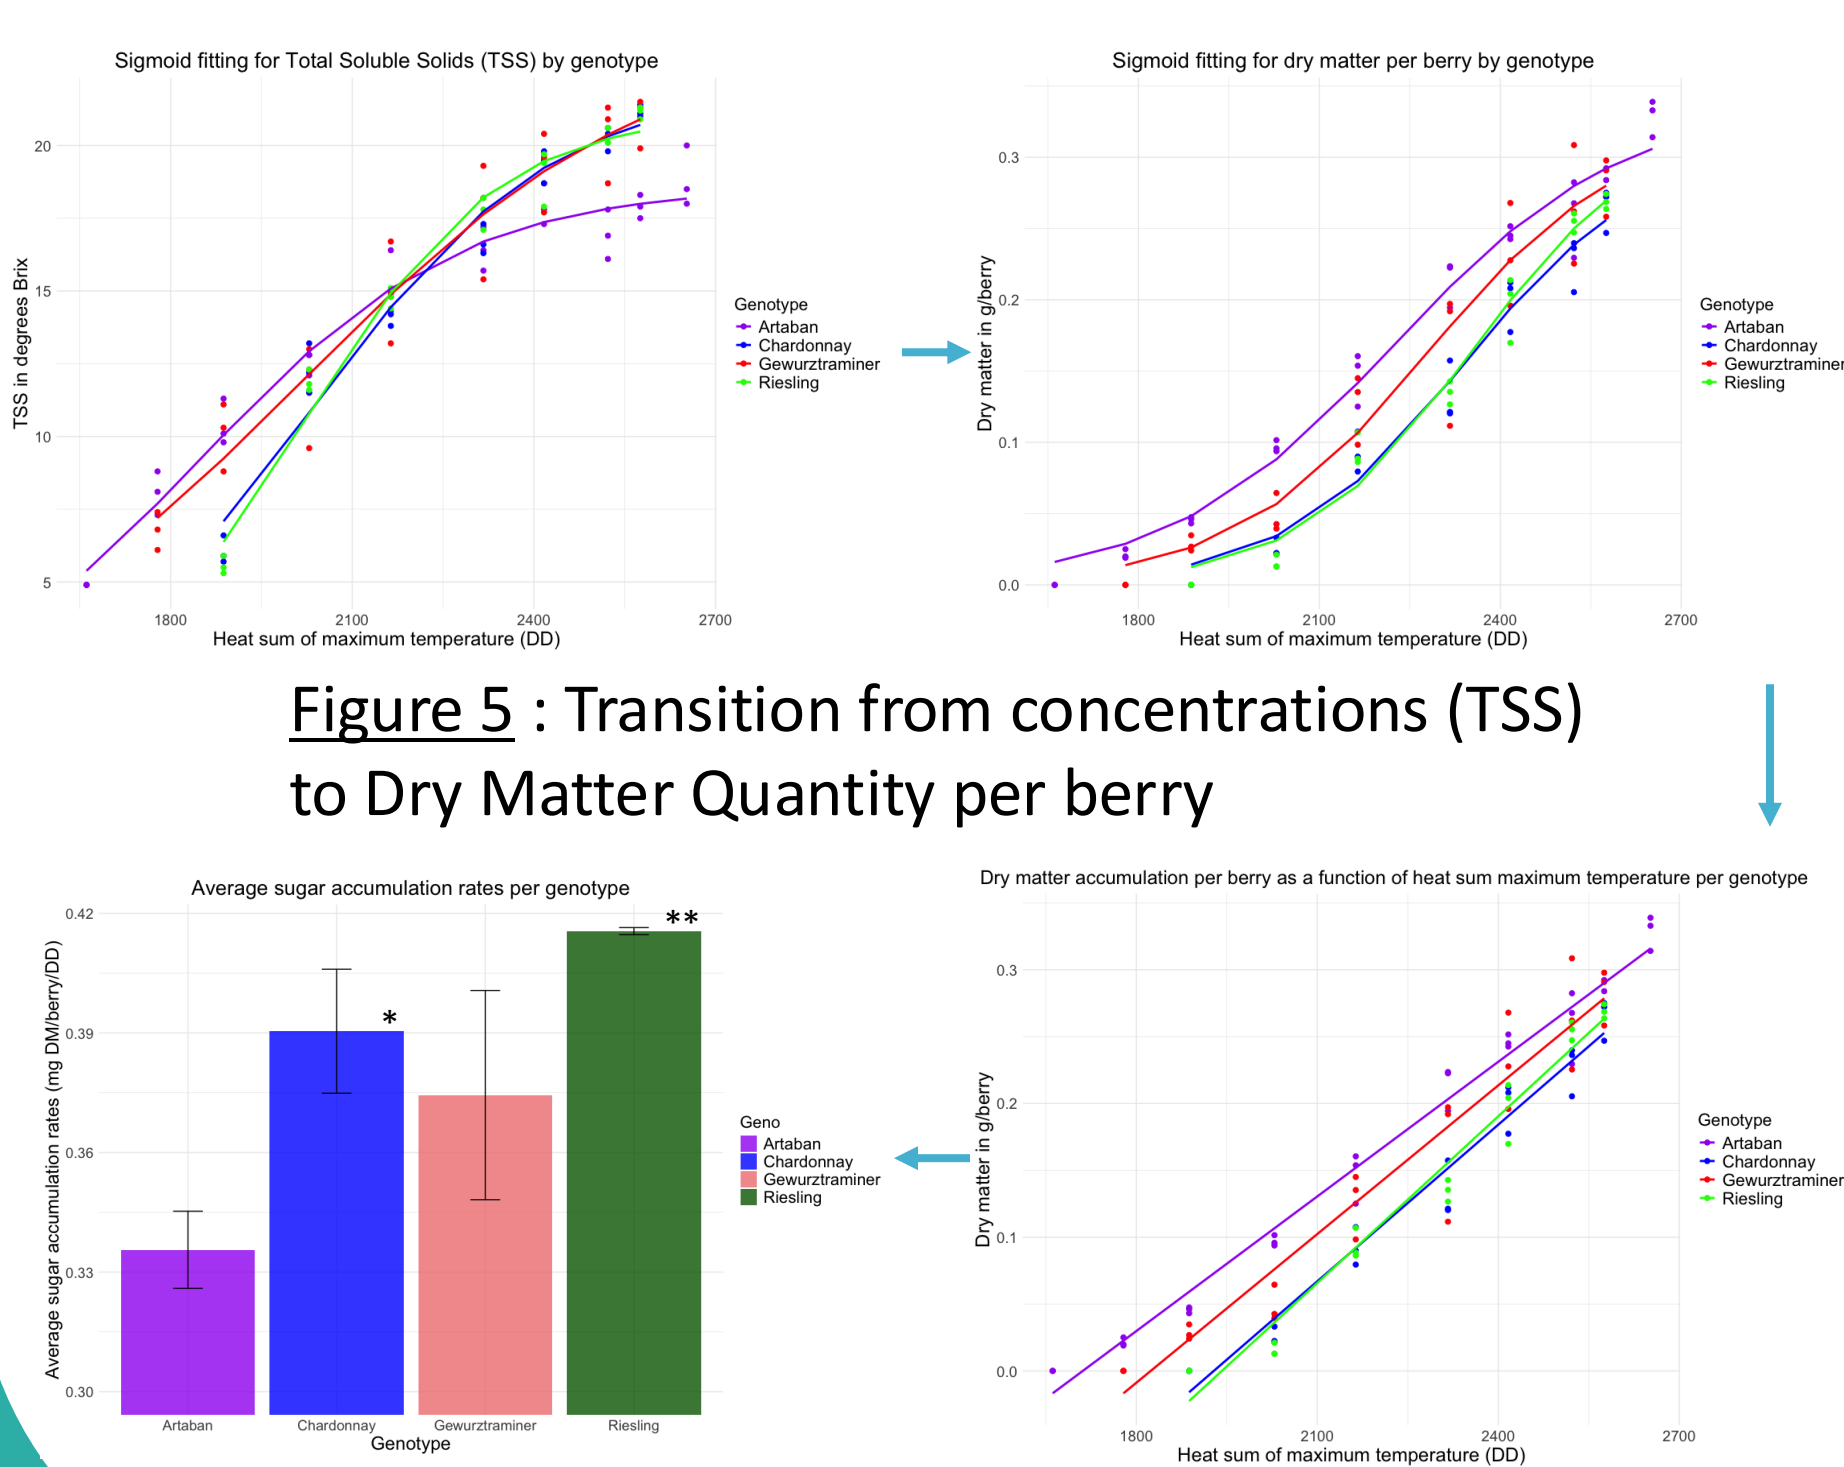 Sigmoid fitting for Total Soluble Solids (TSS) by genotype
TSS in degrees Brix
20
15
10
5
1800 2100 2400 2700
Heat sum of maximum temperature (DD)
Genotype
Artaban
Chardonnay
Gewurztraminer
Riesling
Sigmoid fitting for dry matter per berry by genotype
Dry matter in g/berry
0.3
0.2
0.1
0.0
1800 2100 2400 2700
Heat sum of maximum temperature (DD)
Genotype
Artaban
Chardonnay
Gewurztraminer
Riesling
Figure 5 : Transition from concentrations (TSS)
to Dry Matter Quantity per berry
Average sugar accumulation rates per genotype
Average sugar accumulation rates (mg DM/berry/DD)
0.42
0.39
0.36
0.33
0.30
*
**
Artaban Chardonnay Gewurztraminer Riesling
Genotype
Geno
Artaban
Chardonnay
Gewurztraminer
Riesling
Dry matter accumulation per berry as a function of heat sum maximum temperature per genotype
Dry matter in g/berry
0.3
0.2
0.1
0.0
1800 2100 2400 2700
Heat sum of maximum temperature (DD)
Genotype
Artaban
Chardonnay
Gewurztraminer
Riesling